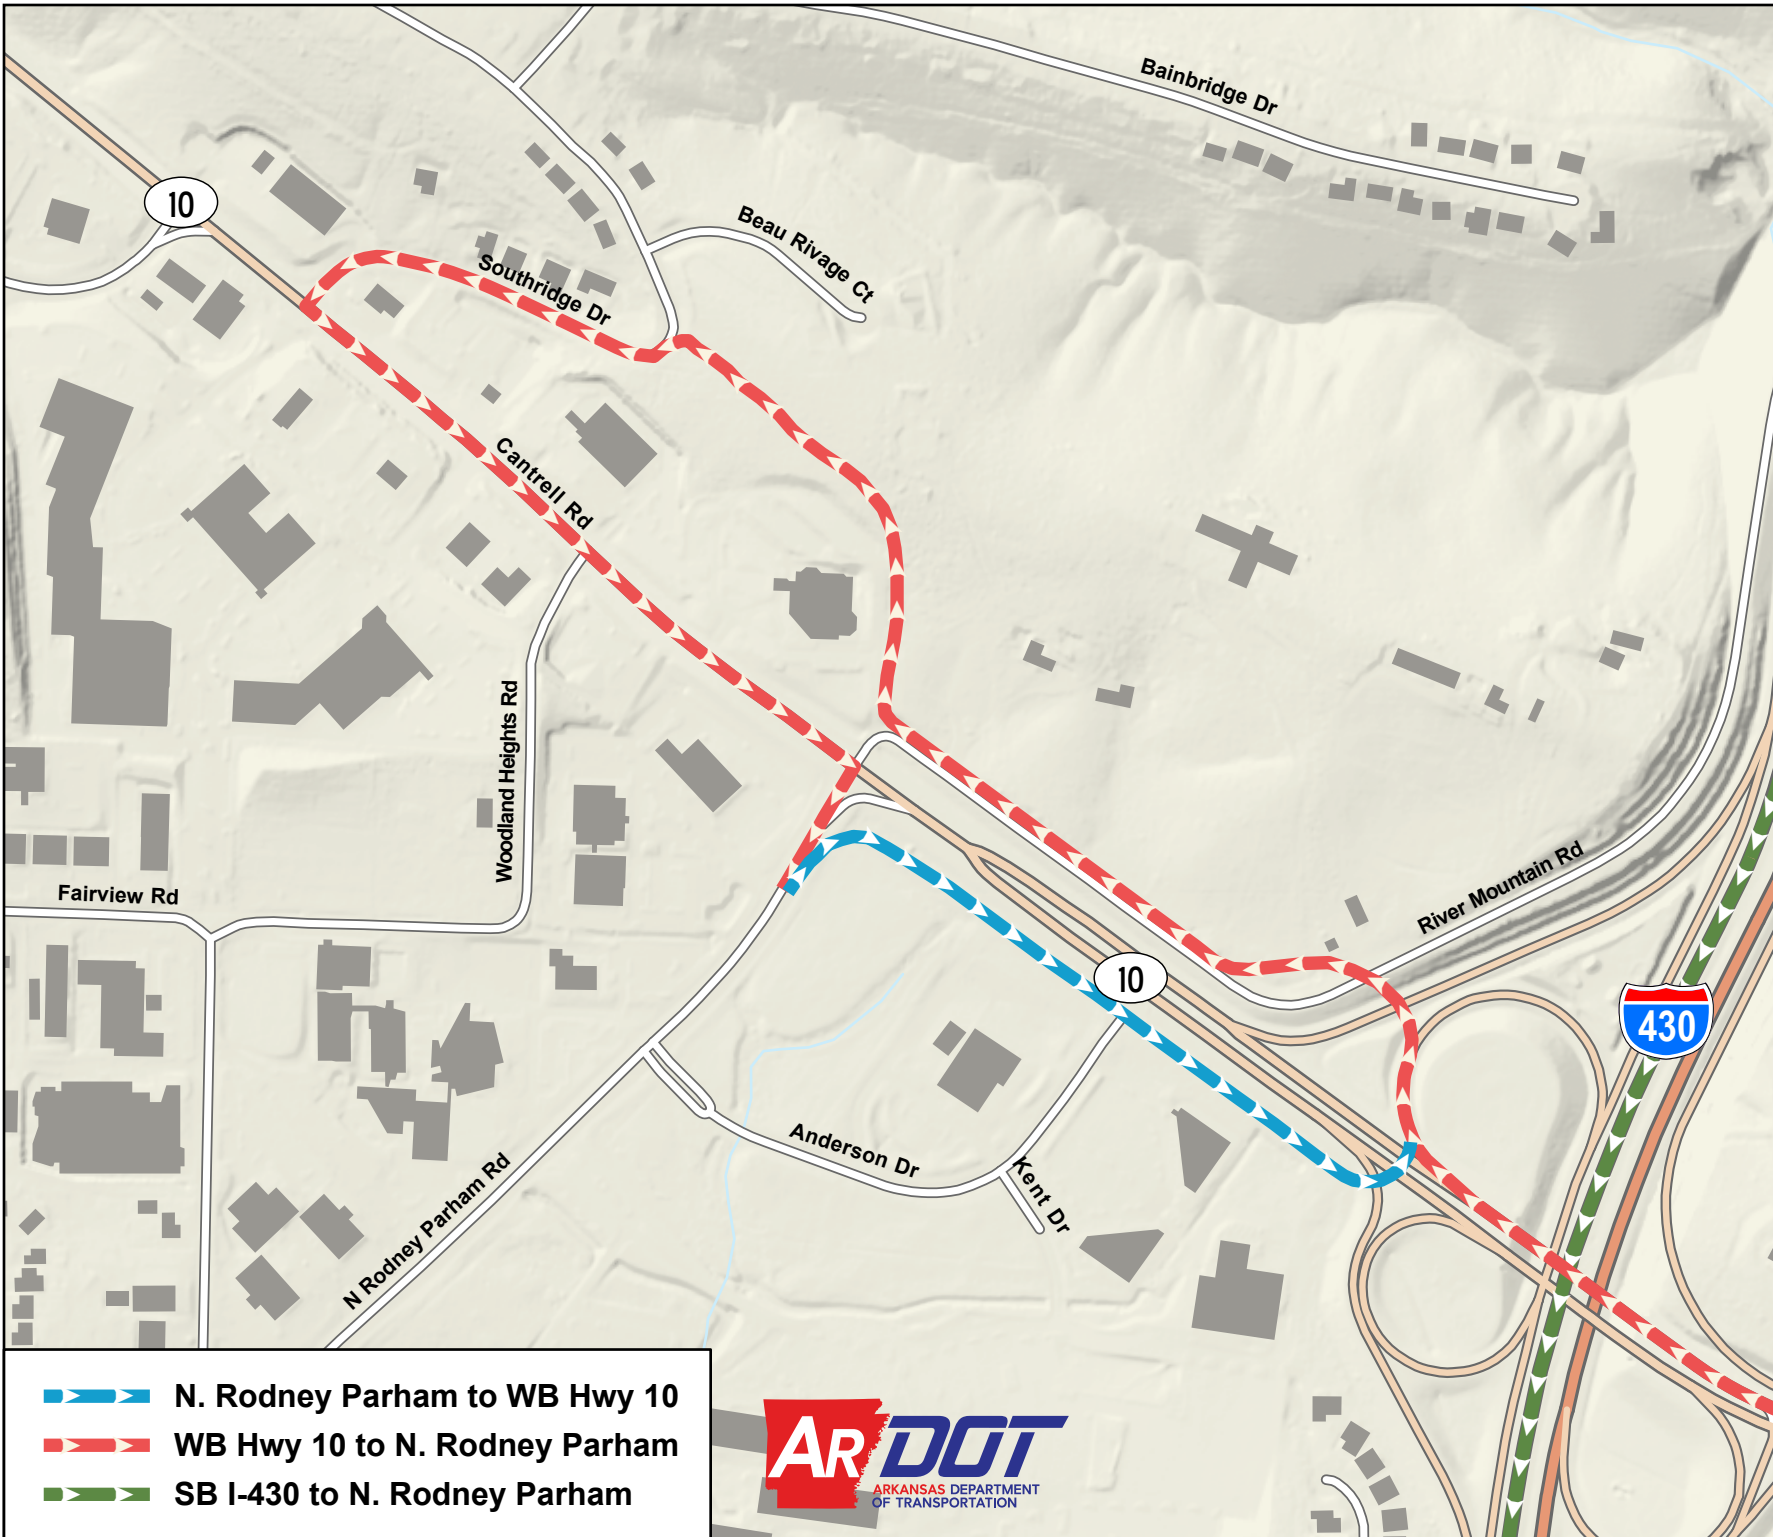 Bainbridge Dr
10
Beau Rivage Ct
Southridge Dr
Cantrell Rd
Woodland Heights Rd
Fairview Rd
River Mountain Rd
10
430
Anderson Dr
Kent Dr
N Rodney Parham Rd
N. Rodney Parham to WB Hwy 10
WB Hwy 10 to N. Rodney Parham
SB I-430 to N. Rodney Parham
ARDOT
ARKANSAS DEPARTMENT
OF TRANSPORTATION